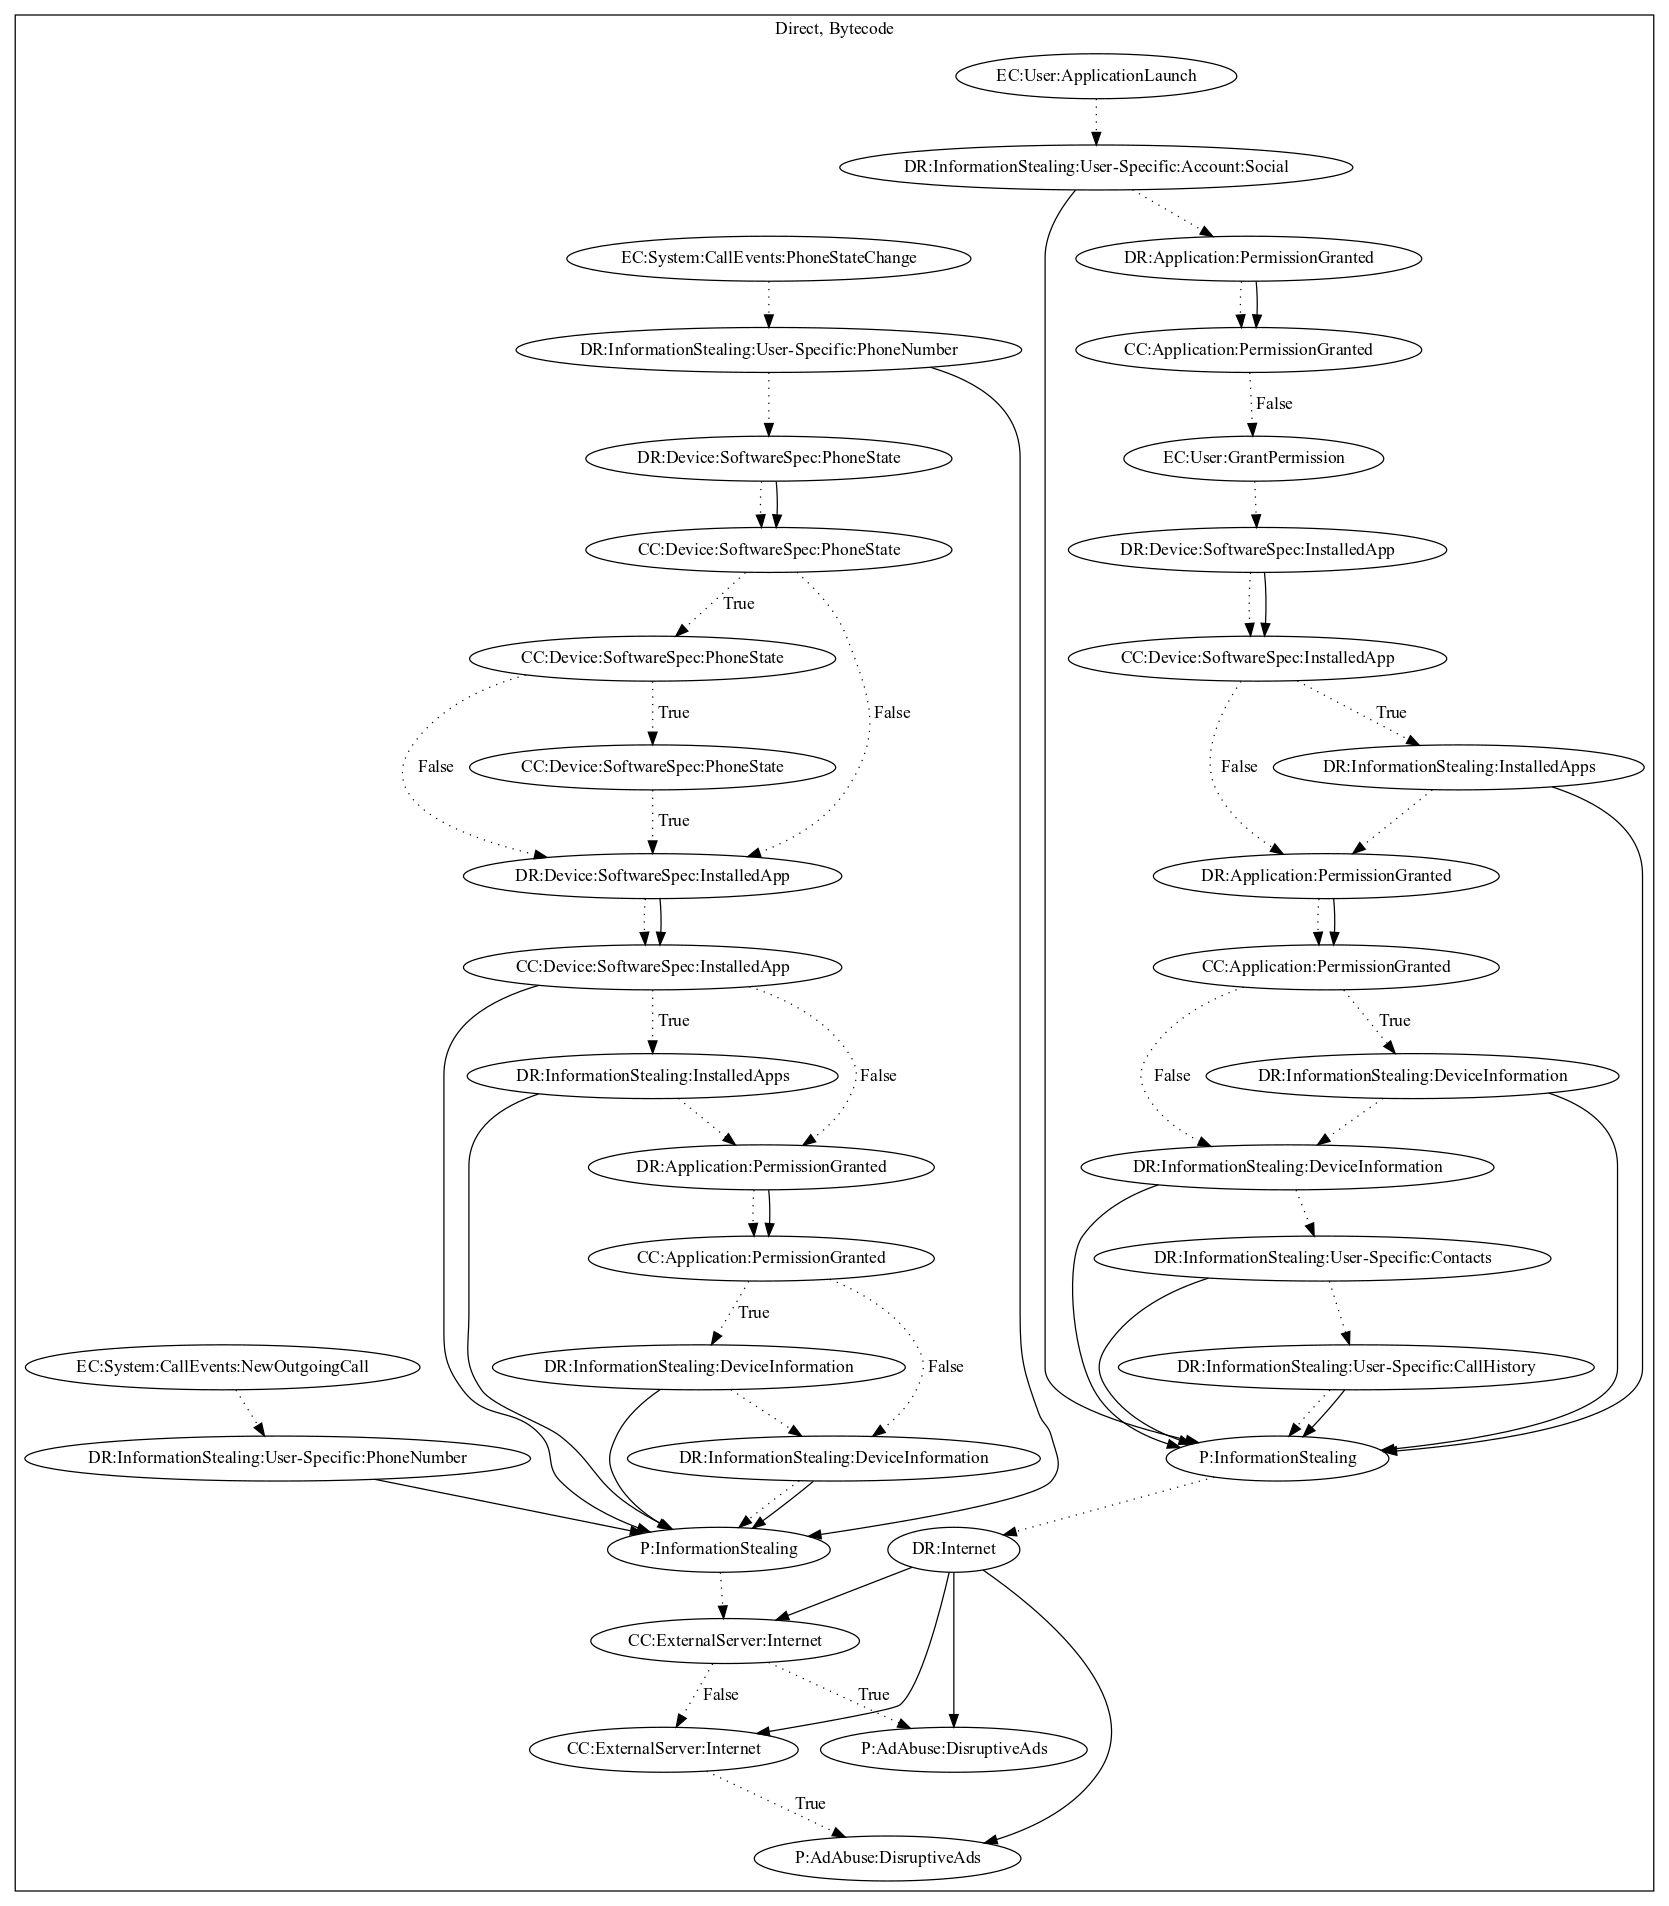 Direct, Bytecode
EC:User:ApplicationLaunch
DR:InformationStealing:User-Specific:Account:Social
EC:System:CallEvents:PhoneStateChange
DR:Application:PermissionGranted
DR:InformationStealing:User-Specific:PhoneNumber
CC:Application:PermissionGranted
False
DR:Device:SoftwareSpec:PhoneState
EC:User:GrantPermission
CC:Device:SoftwareSpec:PhoneState
DR:Device:SoftwareSpec:InstalledApp
True
CC:Device:SoftwareSpec:PhoneState
CC:Device:SoftwareSpec:InstalledApp
True
False
True
False
CC:Device:SoftwareSpec:PhoneState
False
DR:InformationStealing:InstalledApps
True
DR:Device:SoftwareSpec:InstalledApp
DR:Application:PermissionGranted
CC:Device:SoftwareSpec:InstalledApp
CC:Application:PermissionGranted
True
True
DR:InformationStealing:InstalledApps
False
False
DR:InformationStealing:DeviceInformation
DR:Application:PermissionGranted
DR:InformationStealing:DeviceInformation
CC:Application:PermissionGranted
DR:InformationStealing:User-Specific:Contacts
True
EC:System:CallEvents:NewOutgoingCall
DR:InformationStealing:DeviceInformation
False
DR:InformationStealing:User-Specific:CallHistory
DR:InformationStealing:User-Specific:PhoneNumber
DR:InformationStealing:DeviceInformation
P:InformationStealing
P:InformationStealing
DR:Internet
CC:ExternalServer:Internet
False
True
CC:ExternalServer:Internet
P:AdAbuse:DisruptiveAds
True
P:AdAbuse:DisruptiveAds